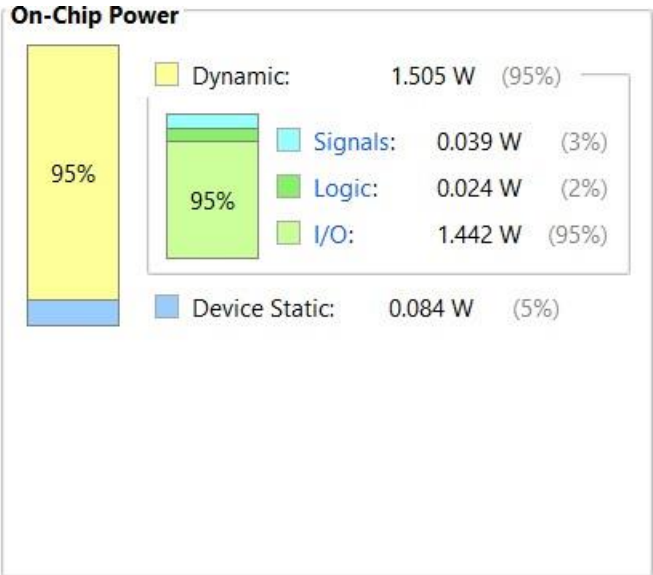 On-Chip Power
Dynamic: 1.505 W (95%)
95%
Signals: 0.039 W (3%)
Logic: 0.024 W (2%)
95%
I/O: 1.442 W (95%)
Device Static: 0.084 W (5%)